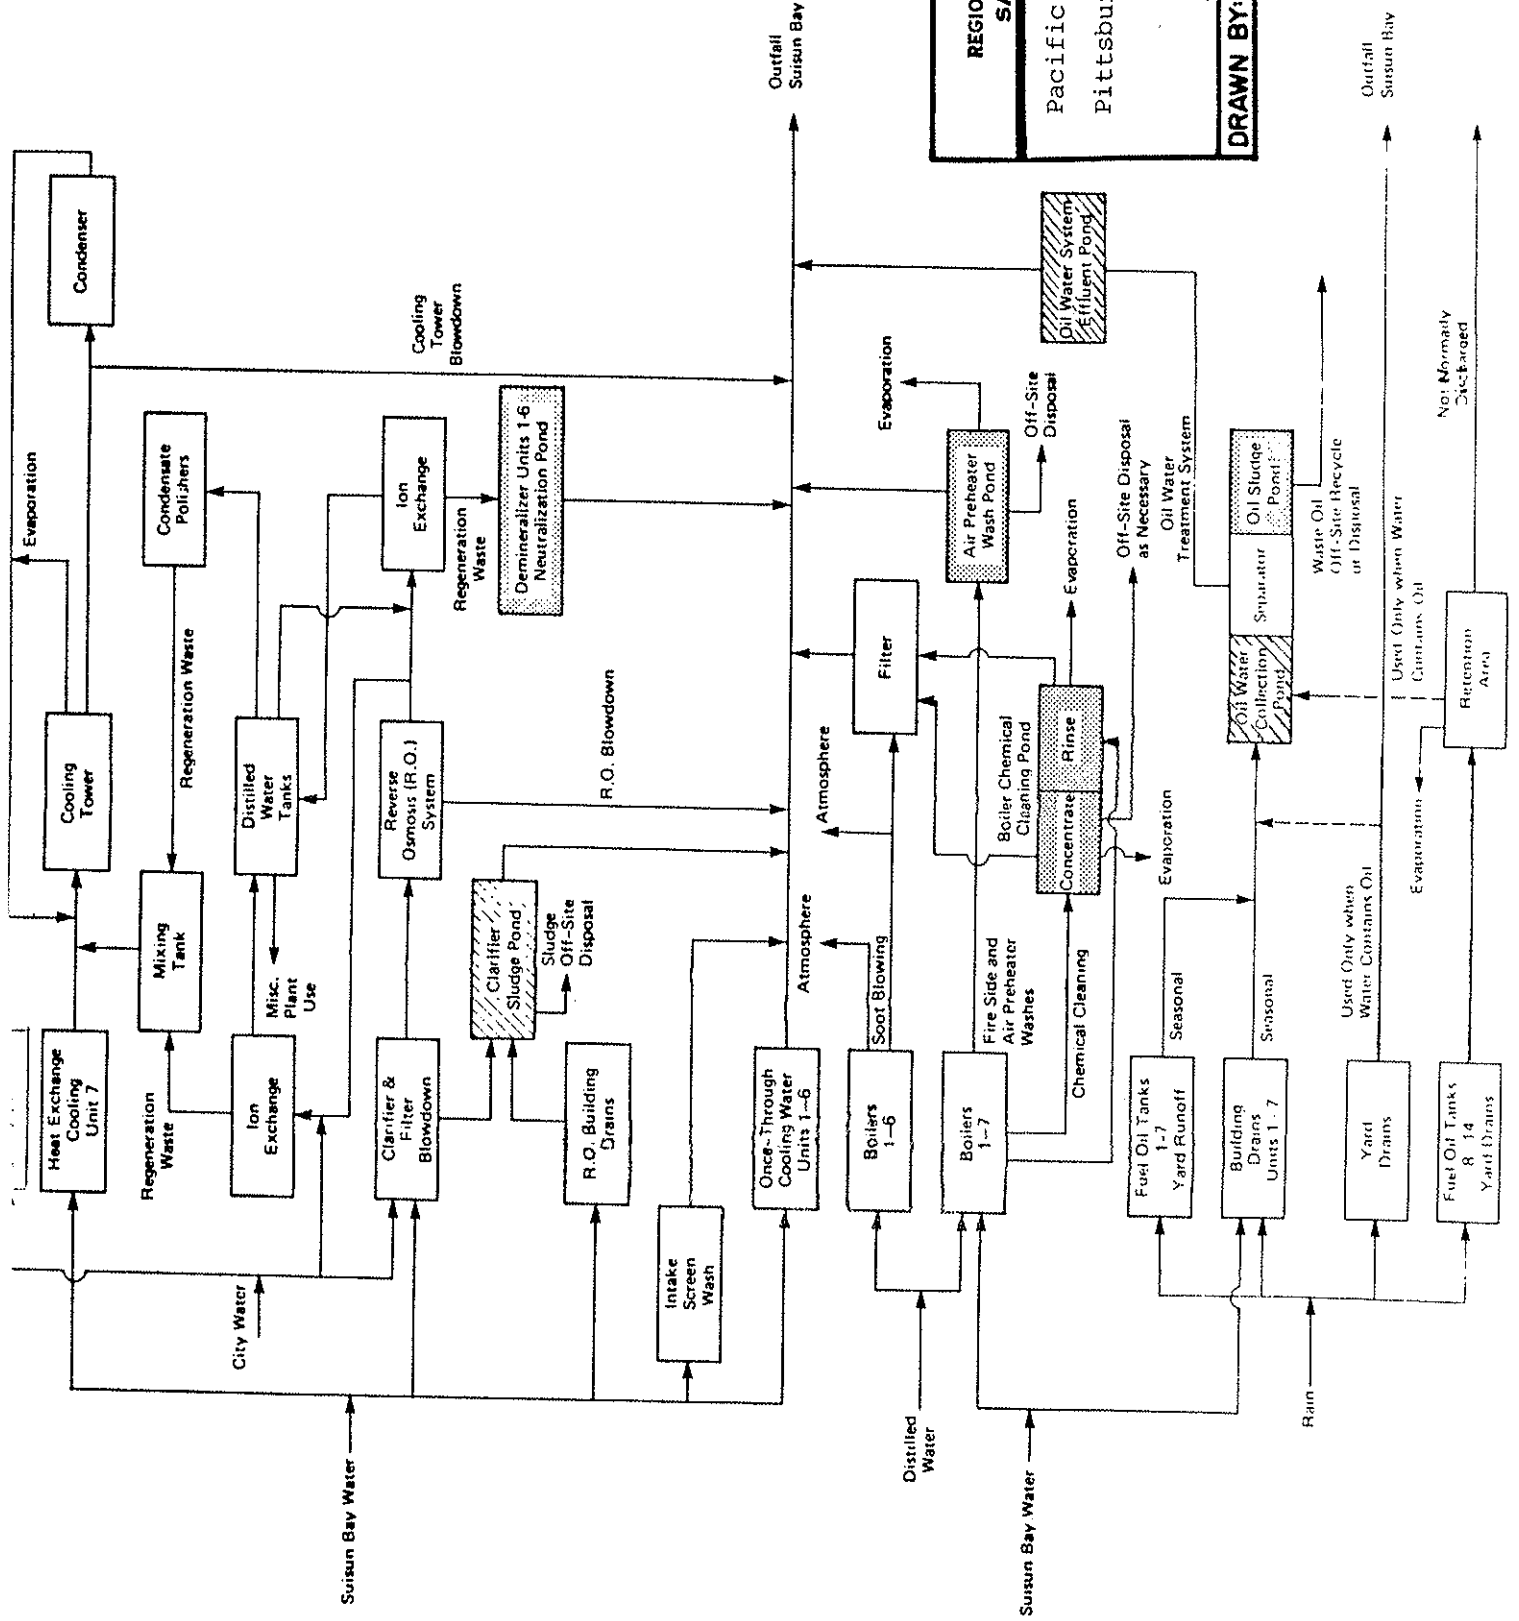 Evaporation
Condenser
Cooling
Tower
Heat Exchange
Cooling
Unit 7
Condensate
Polishers
Regeneration Waste
Mixing
Tank
Regeneration
Waste
Cooling
Tower
Blowdown
Distilled
Water
Tanks
Misc.
Plant
Use
Ion
Exchange
City Water
Ion
Exchange
Regeneration
Waste
Demineralizer Units 1-6
Neutralization Pond
Reverse
Osmosis (R.O.)
System
R.O. Blowdown
Clarifier &
Filter
Blowdown
Clarifier
Sludge Pond
Sludge
Off-Site
Disposal
R.O. Building
Drains
Suisun Bay Water
Intake
Screen
Wash
Once-Through
Cooling Water
Units 1-6
Outfall
Suisun Bay
Atmosphere
Atmosphere
Soot Blowing
Boilers
1-6
Filter
Evaporation
Air Preheater
Wash Pond
Off-Site
Disposal
Distilled
Water
Boilers
1-7
Fire Side and
Air Preheater
Washes
Chemical Cleaning
Boiler Chemical
Cleaning Pond
Concentrate
Rinse
Evaporation
Evaporation
Off-Site Disposal
as Necessary
Oil Water System
Effluent Pond
Oil Water
Treatment System
Suisun Bay Water
Fuel Oil Tanks
1-7
Yard Runoff
Seasonal
Building
Drains
Units 1-7
Seasonal
Oil Water
Collection
Pond
Separator
Oil Sludge
Pond
Waste Oil
Off-Site Recycle
or Disposal
Rain
Used Only when
Water Contains Oil
Yard
Drains
Used Only when Water
Contains Oil
Outfall
Suisun Bay
Evaporation
Fuel Oil Tanks
8 14
Yard Drains
Retention
Area
Not Normally
Discharged
REGIO
Pacific
Pittsbu
DRAWN BY: